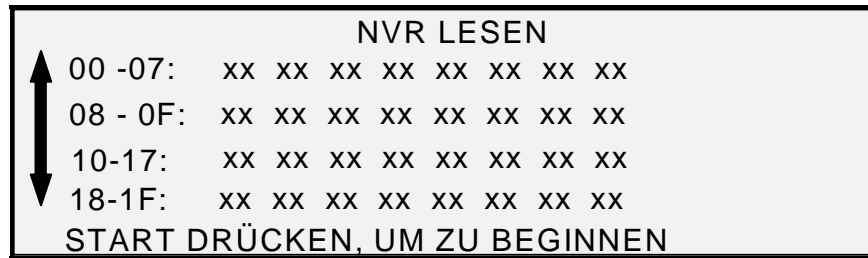 NVR LESEN
00 -07: xx xx xx xx xx xx xx xx
08 - 0F: xx xx xx xx xx xx xx xx
10-17: xx xx xx xx xx xx xx xx
18-1F: xx xx xx xx xx xx xx xx
START DRÜCKEN, UM ZU BEGINNEN